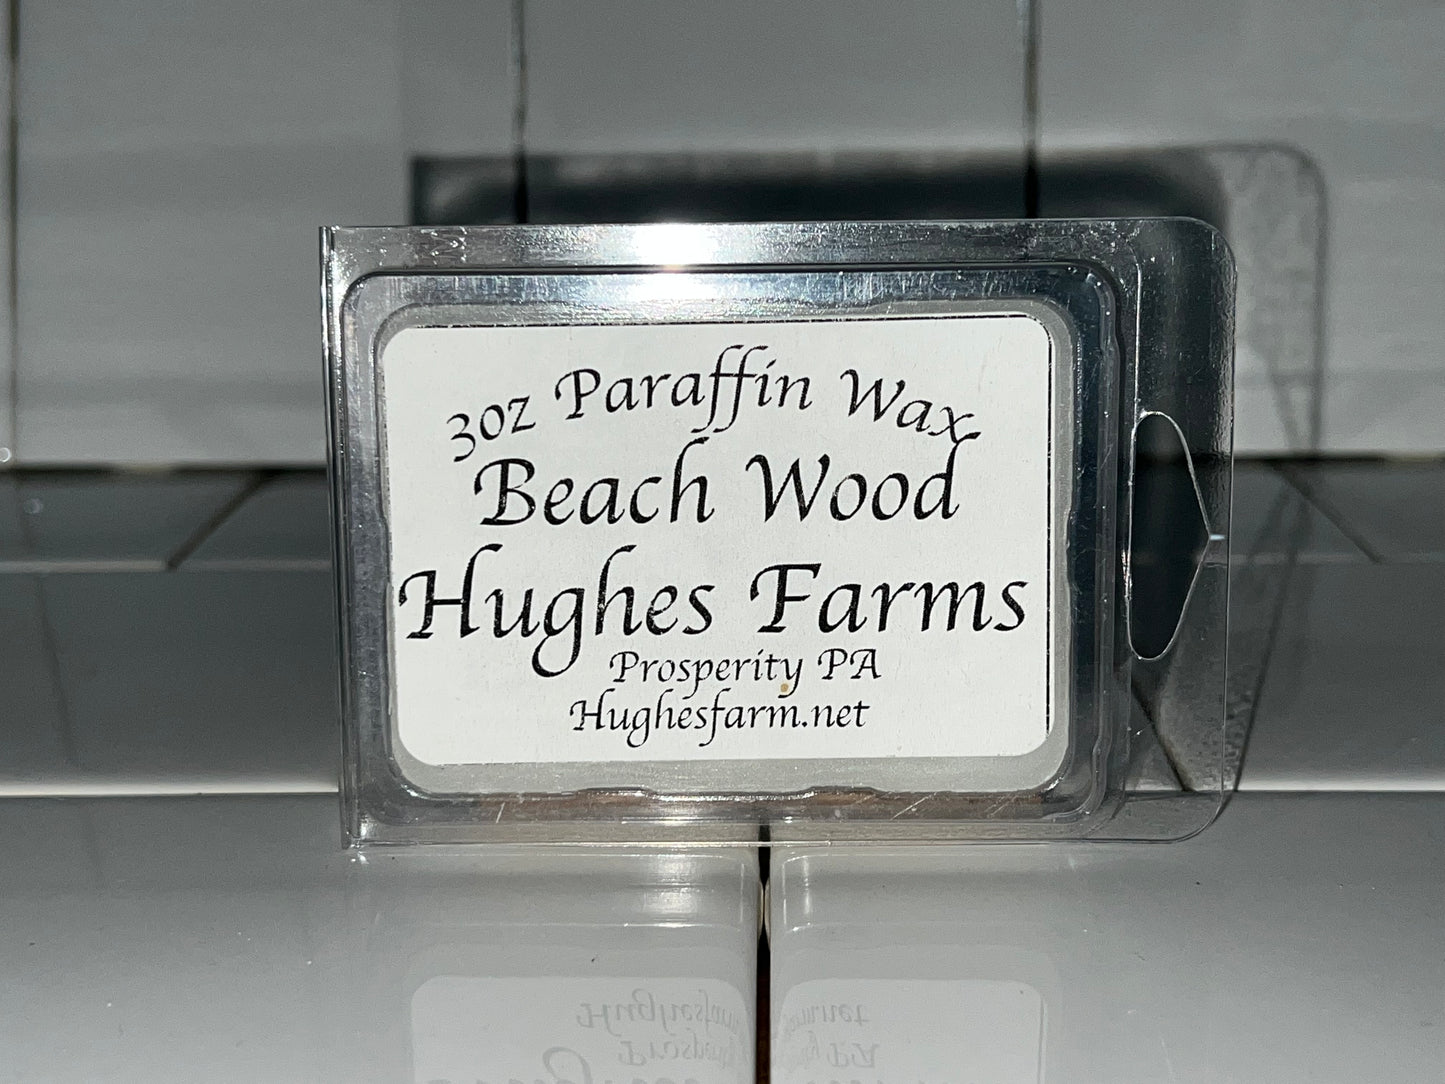 3oz Paraffin Wax
Beach Wood
Hughes Farms
Prosperity PA
Hughesfarm.net